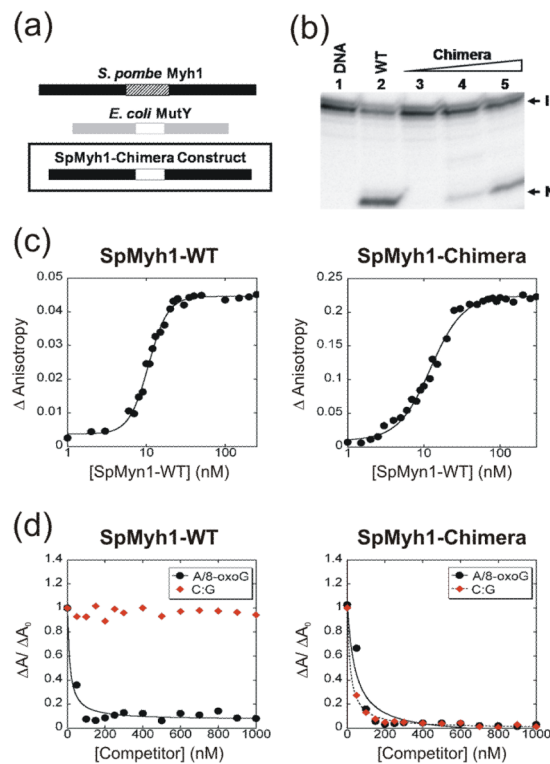 (a)
S. pombe Myh1
E. coli MutY
SpMyh1-Chimera Construct
(b)
DNA WT Chimera
1 2 3 4 5
I
(c)
SpMyh1-WT
0.05
0.04
0.03
0.02
0.01
0
Δ Anisotropy
1 10 100
[SpMyn1-WT] (nM)
SpMyh1-Chimera
0.25
0.2
0.15
0.1
0.05
0
Δ Anisotropy
1 10 100
[SpMyn1-WT] (nM)
(d)
SpMyh1-WT
1.4
1.2
1
0.8
0.6
0.4
0.2
0
ΔA/ ΔA₀
A/8-oxoG
C:G
0 200 400 600 800 1000
[Competitor] (nM)
SpMyh1-Chimera
1.4
1.2
1
0.8
0.6
0.4
0.2
0
ΔA/ ΔA₀
A/8-oxoG
C:G
0 200 400 600 800 1000
[Competitor] (nM)